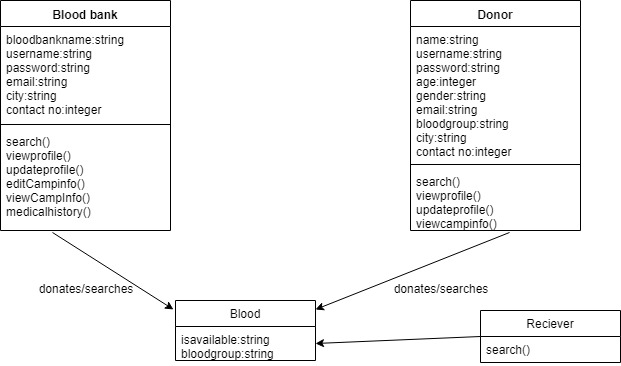 Blood bank
bloodbankname:string
username:string
password:string
email:string
city:string
contact no:integer
search()
viewprofile()
updateprofile()
editCampinfo()
viewCampInfo()
medicalhistory()
Donor
name:string
username:string
password:string
age:integer
gender:string
email:string
bloodgroup:string
city:string
contact no:integer
search()
viewprofile()
updateprofile()
viewcampinfo()
donates/searches
donates/searches
Blood
isavailable:string
bloodgroup:string
Reciever
search()